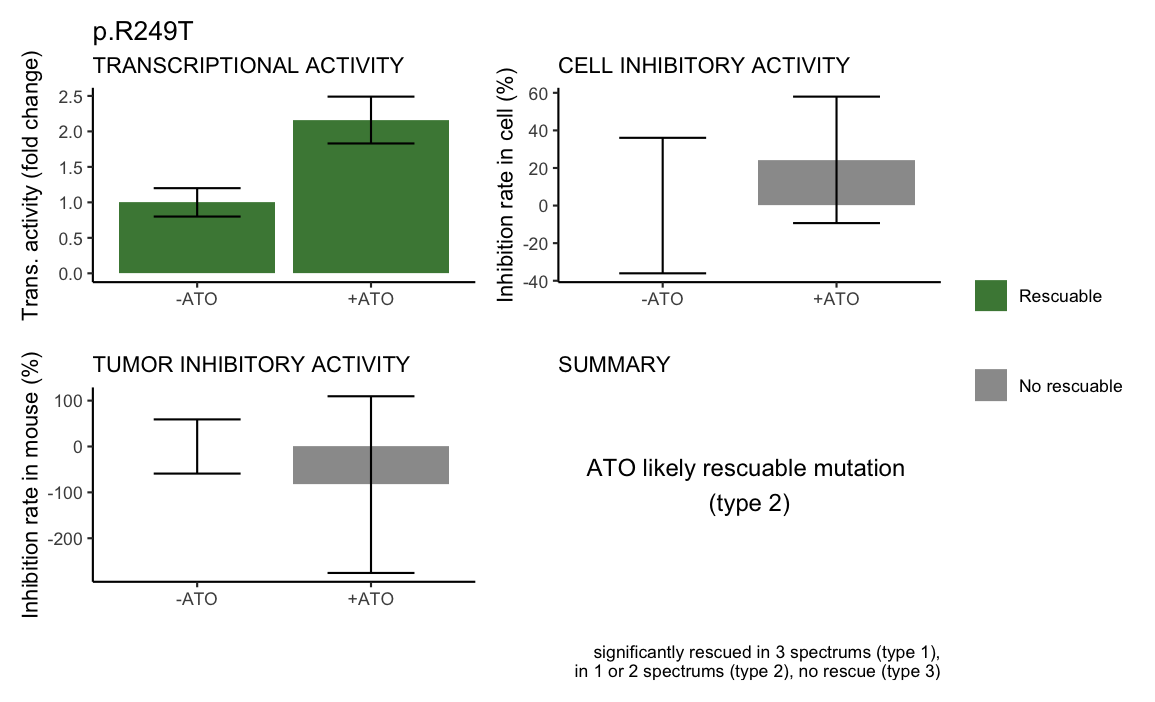 p.R249T
TRANSCRIPTIONAL ACTIVITY
Trans. activity (fold change)
2.5
2.0
1.5
1.0
0.5
0.0
-ATO
+ATO
CELL INHIBITORY ACTIVITY
Inhibition rate in cell (%)
60
40
20
0
-20
-40
-ATO
+ATO
TUMOR INHIBITORY ACTIVITY
Inhibition rate in mouse (%)
100
0
-100
-200
-ATO
+ATO
SUMMARY
ATO likely rescuable mutation
(type 2)
significantly rescued in 3 spectrums (type 1),
in 1 or 2 spectrums (type 2), no rescue (type 3)
Rescuable
No rescuable